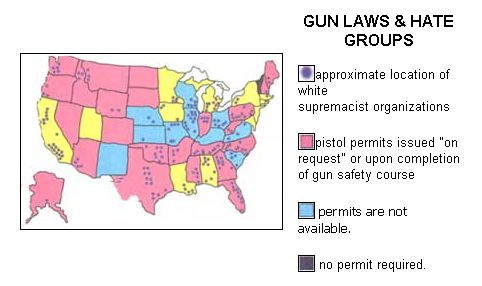 GUN LAWS & HATE
GROUPS
approximate location of
white
supremacist organizations
pistol permits issued "on
request" or upon completion
of gun safety course
permits are not
available.
no permit required.